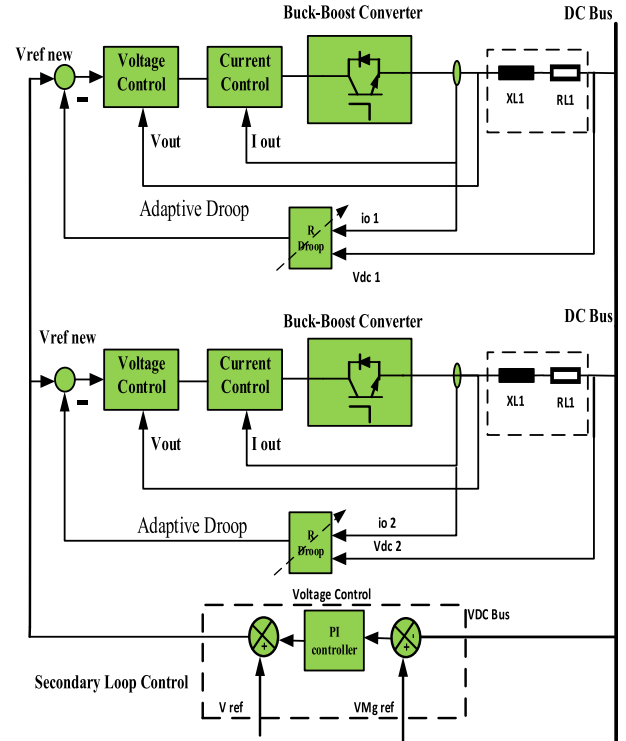 Buck-Boost Converter
DC Bus
Vref new
Voltage
Control
Current
Control
XL1
RL1
-
Vout
I out
Adaptive Droop
R
Droop
io 1
Vdc 1
Buck-Boost Converter
DC Bus
Vref new
Voltage
Control
Current
Control
XL1
RL1
-
Vout
I out
Adaptive Droop
R
Droop
io 2
Vdc 2
Voltage Control
VDC Bus
PI
controller
+
-
+
Secondary Loop Control
V ref
VMg ref